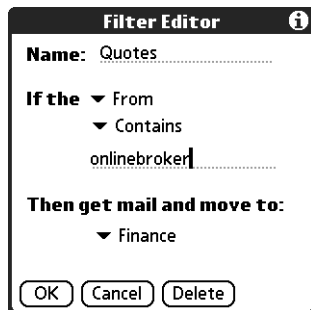 Filter Editor
Name: Quotes
If the From
Contains
onlinebroker
Then get mail and move to:
Finance
OK Cancel Delete